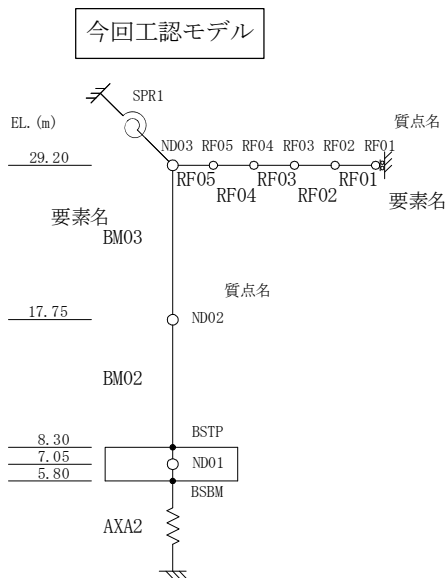 今回工認モデル
SPR1
EL.(m)
質点名
ND03 RF05 RF04 RF03 RF02 RF01
29.20
RF05 RF03 RF01
RF04 RF02
要素名
要素名
BM03
質点名
17.75
ND02
BM02
BSTP
8.30
7.05
ND01
5.80
BSBM
AXA2